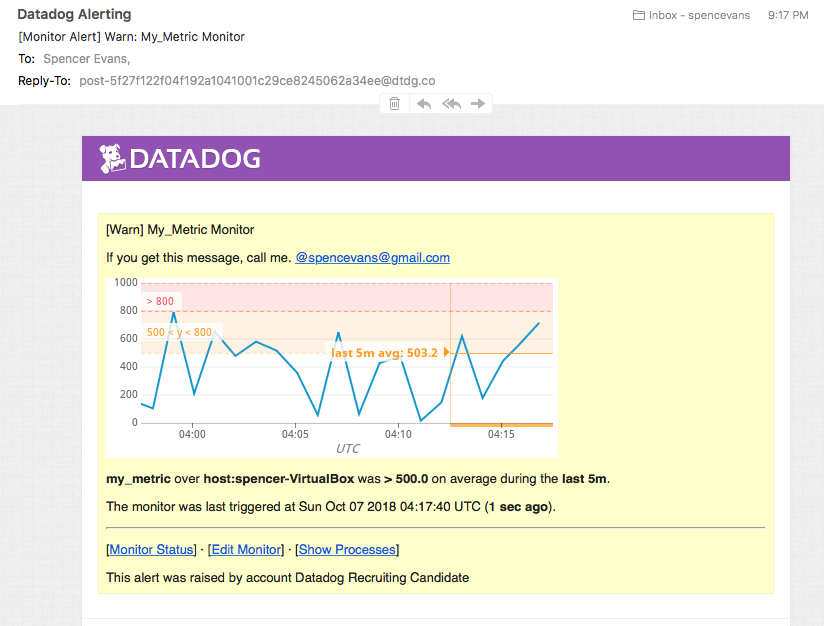 Datadog Alerting
Inbox - spencevans 9:17 PM
[Monitor Alert] Warn: My_Metric Monitor
To: Spencer Evans,
Reply-To: post-5f27f122f04f192a1041001c29ce8245062a34ee@dtdg.co
DATADOG
[Warn] My_Metric Monitor
If you get this message, call me. @spencevans@gmail.com
1000
> 800
800
500 < y < 800
600
last 5m avg: 503.2
400
200
0
04:00 04:05 04:10 04:15
UTC
my_metric over host:spencer-VirtualBox was > 500.0 on average during the last 5m.
The monitor was last triggered at Sun Oct 07 2018 04:17:40 UTC (1 sec ago).
[Monitor Status] · [Edit Monitor] · [Show Processes]
This alert was raised by account Datadog Recruiting Candidate